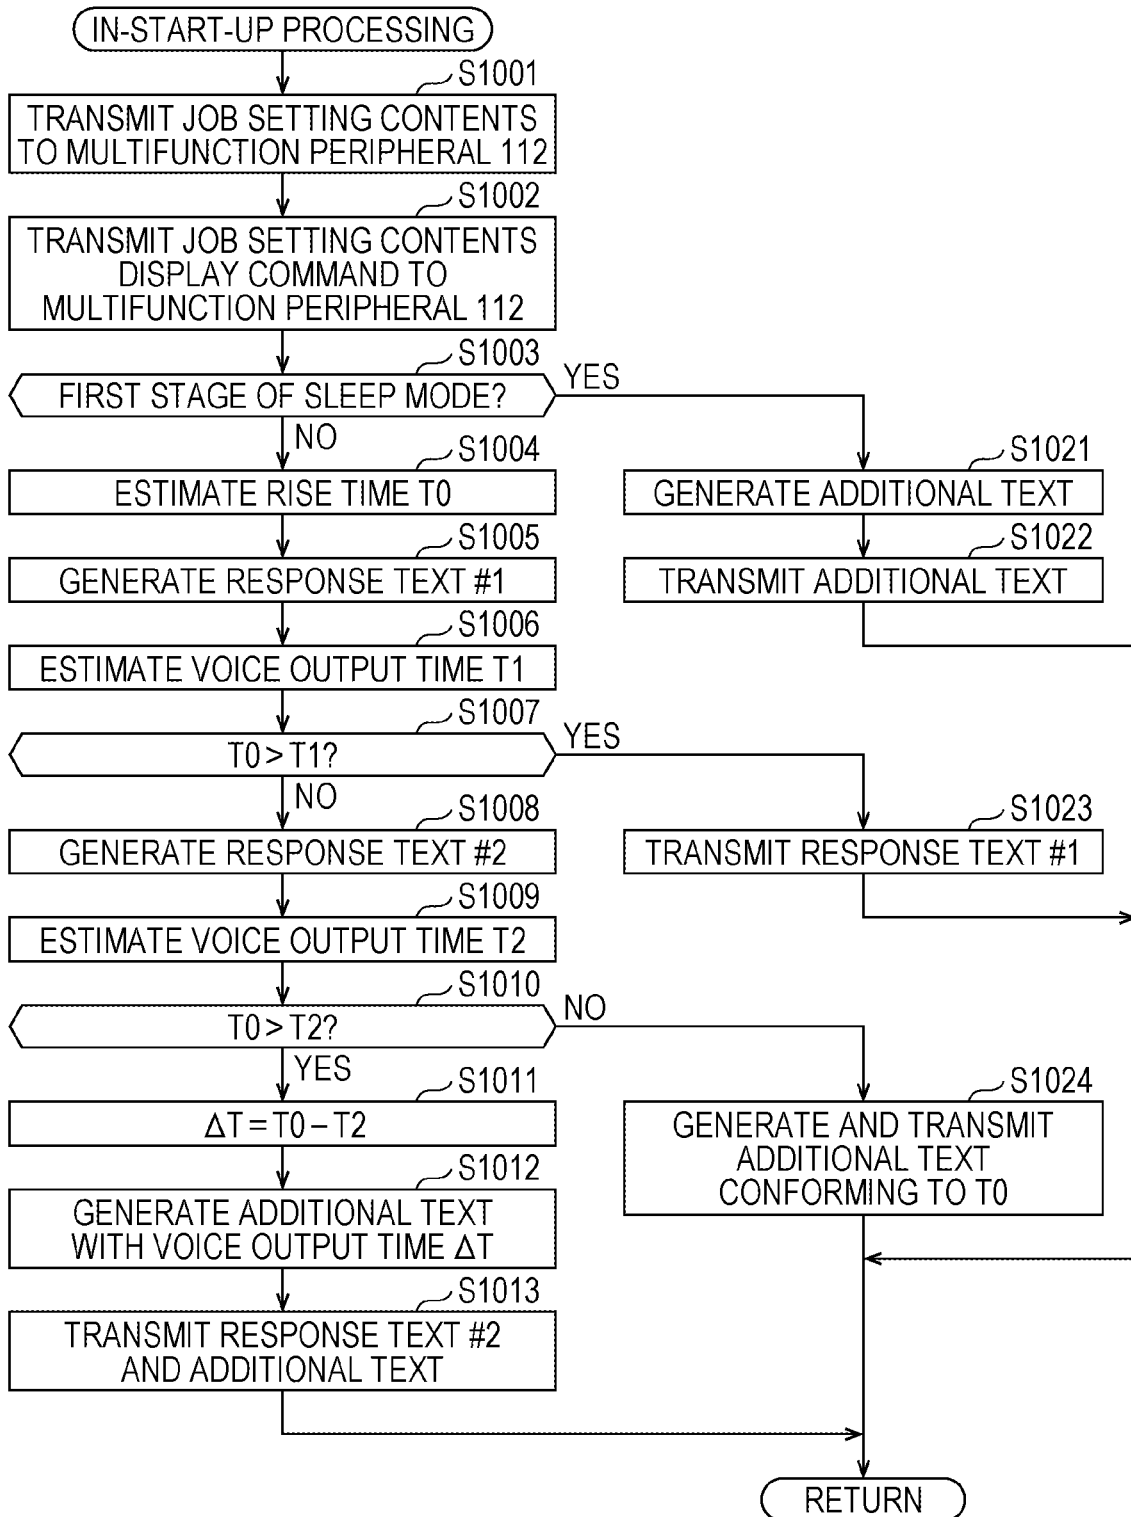 IN-START-UP PROCESSING
S1001
TRANSMIT JOB SETTING CONTENTS
TO MULTIFUNCTION PERIPHERAL 112
S1002
TRANSMIT JOB SETTING CONTENTS
DISPLAY COMMAND TO
MULTIFUNCTION PERIPHERAL 112
S1003
FIRST STAGE OF SLEEP MODE?
YES
NO
S1004
ESTIMATE RISE TIME T0
S1021
GENERATE ADDITIONAL TEXT
S1005
GENERATE RESPONSE TEXT #1
S1022
TRANSMIT ADDITIONAL TEXT
S1006
ESTIMATE VOICE OUTPUT TIME T1
S1007
T0 > T1?
YES
NO
S1008
GENERATE RESPONSE TEXT #2
S1023
TRANSMIT RESPONSE TEXT #1
S1009
ESTIMATE VOICE OUTPUT TIME T2
S1010
T0 > T2?
NO
YES
S1011
ΔT = T0 – T2
S1024
GENERATE AND TRANSMIT
ADDITIONAL TEXT
CONFORMING TO T0
S1012
GENERATE ADDITIONAL TEXT
WITH VOICE OUTPUT TIME ΔT
S1013
TRANSMIT RESPONSE TEXT #2
AND ADDITIONAL TEXT
RETURN